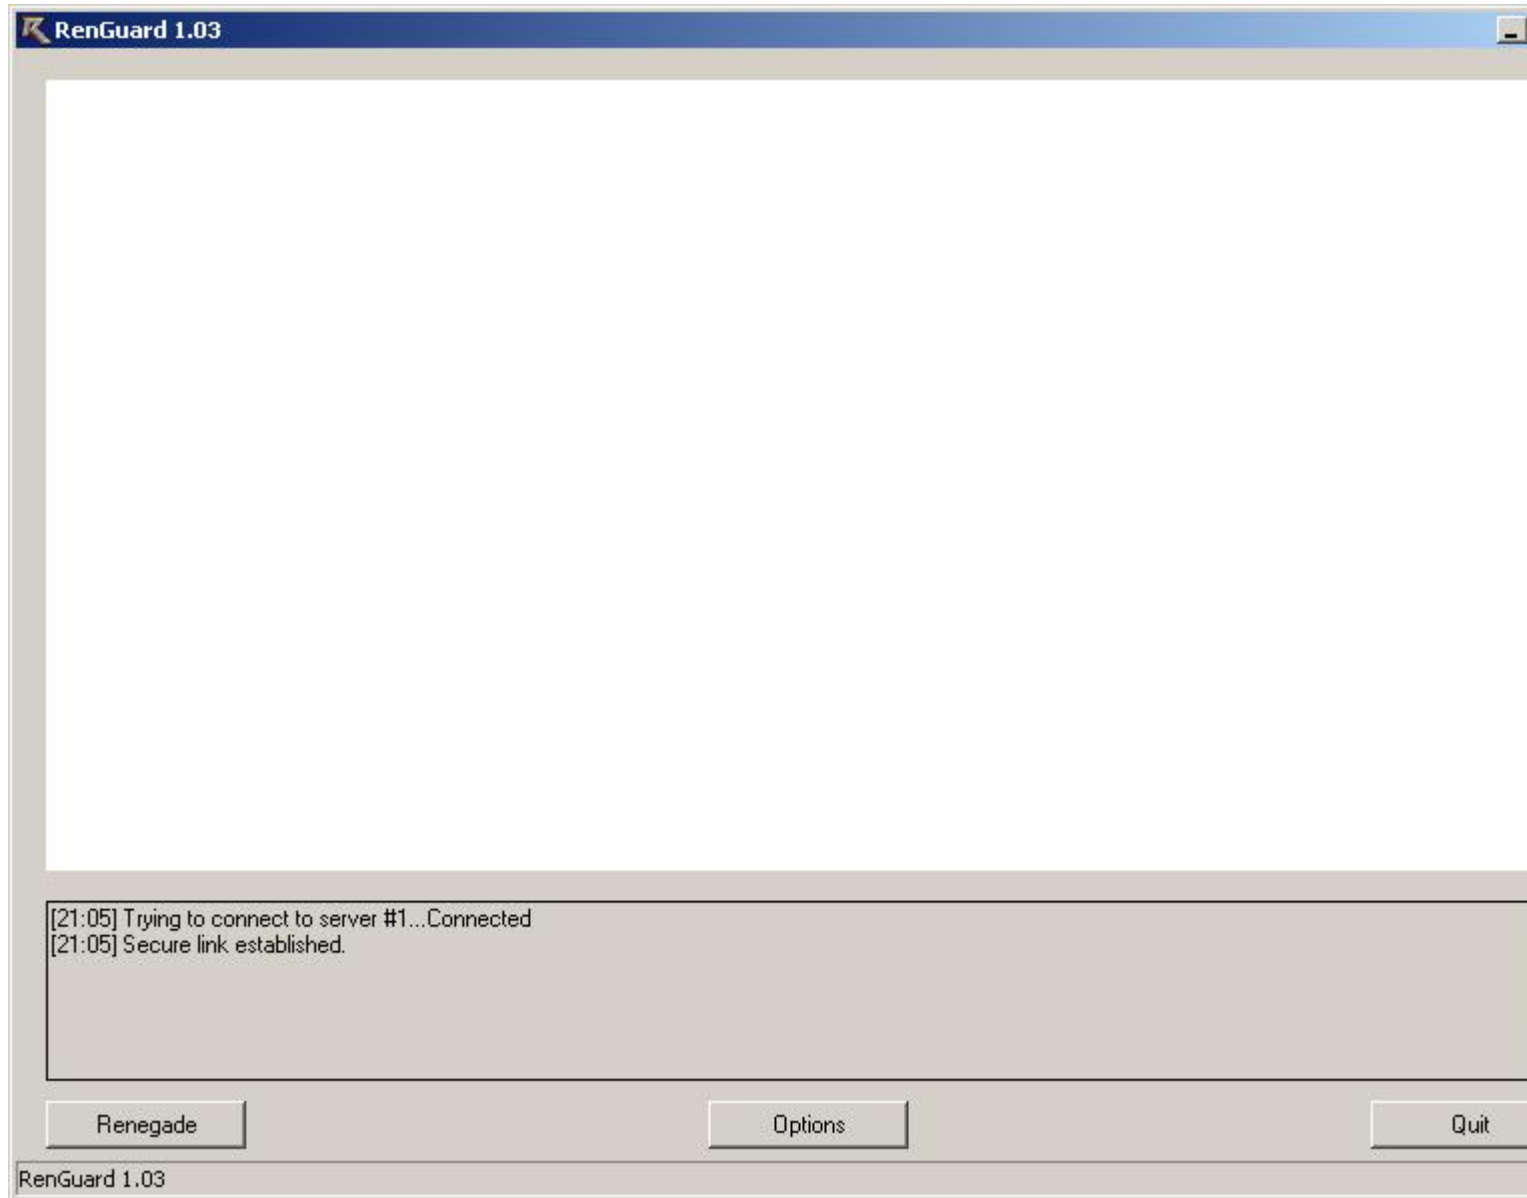 RenGuard 1.03
[21:05] Trying to connect to server #1...Connected
[21:05] Secure link established.
Renegade Options Quit
RenGuard 1.03